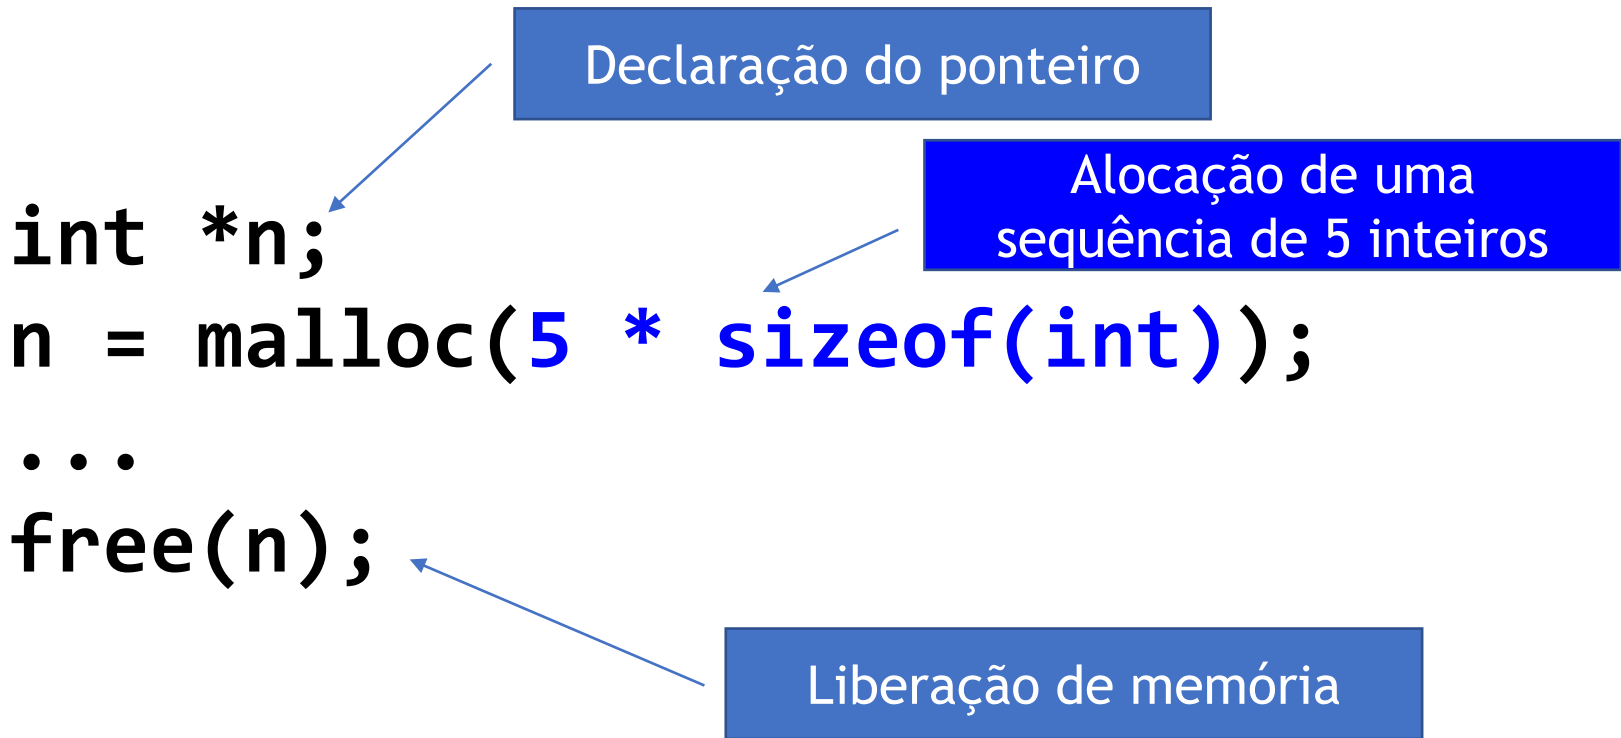 Declaração do ponteiro
Alocação de uma
sequência de 5 inteiros
int *n;
n = malloc(5 * sizeof(int));
...
free(n);
Liberação de memória